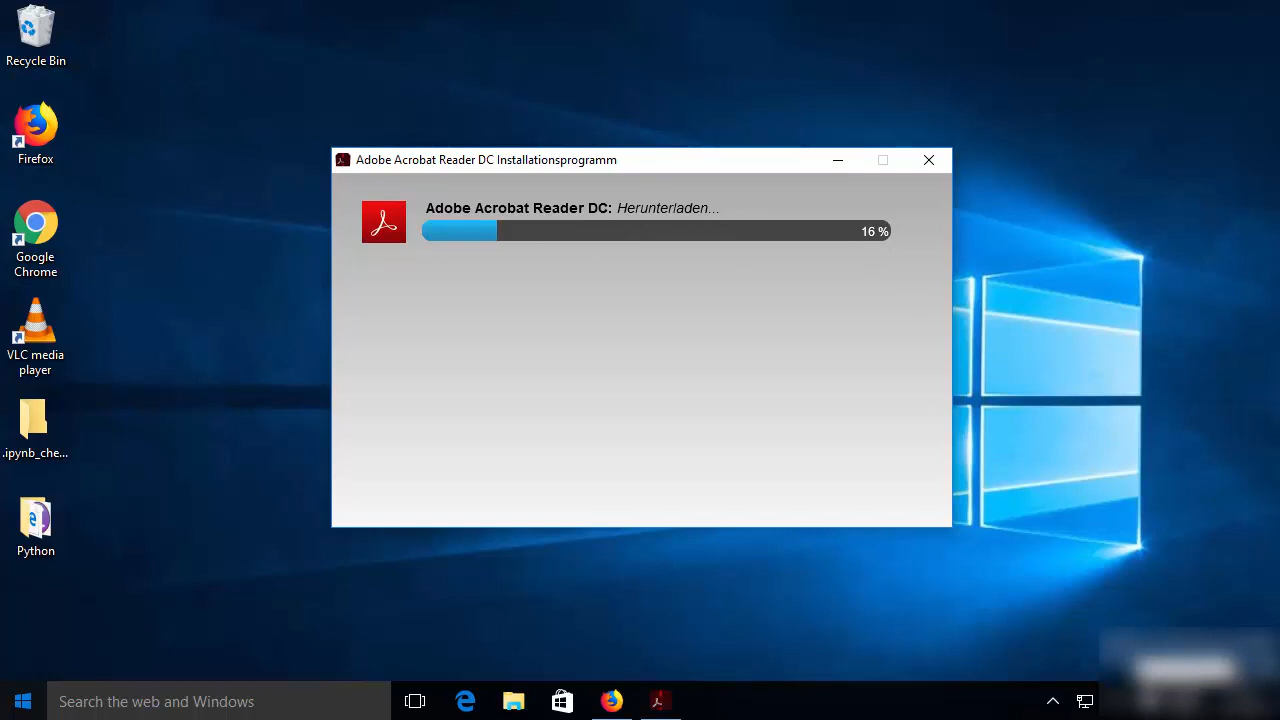 Recycle Bin
Firefox
Google
Chrome
VLC media
player
.ipynb_che...
Python
Adobe Acrobat Reader DC Installationsprogramm
Adobe Acrobat Reader DC: Herunterladen...
16 %
Search the web and Windows